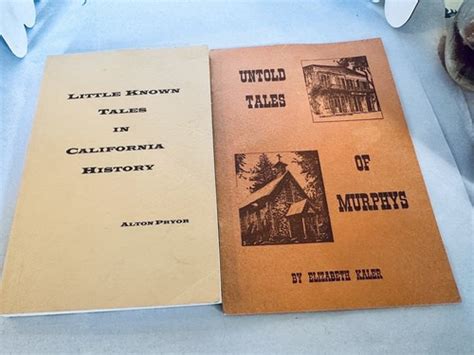 Little Known
Tales
in
California
History
Alton Pryor
UNTOLD
TALES
OF
MURPHYS
BY ELIZABETH KALER